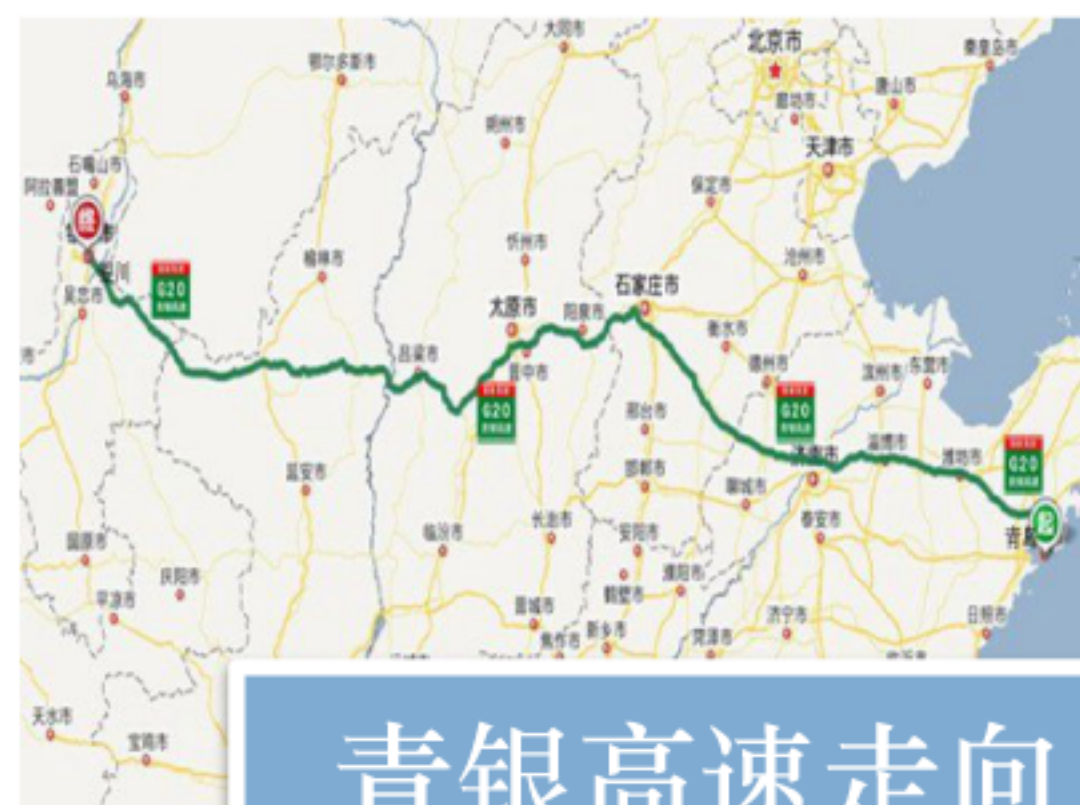 大同市
北京市
秦皇岛市
鄂尔多斯市
乌海市
唐山市
廊坊市
朔州市
天津市
石嘴山市
阿拉善盟
保定市
终
忻州市
榆林市
沧州市
G20
石家庄市
吴忠市
太原市
阳泉市
衡水市
市
吕梁市
德州市
东营市
晋中市
滨州市
G20
G20
邢台市
济南市
淄博市
潍坊市
G20
延安市
邯郸市
聊城市
起
青岛
长治市
泰安市
临汾市
安阳市
固原市
庆阳市
濮阳市
鹤壁市
平凉市
晋城市
济宁市
日照市
焦作市
新乡市
菏泽市
天水市
宝鸡市
青银高速走向